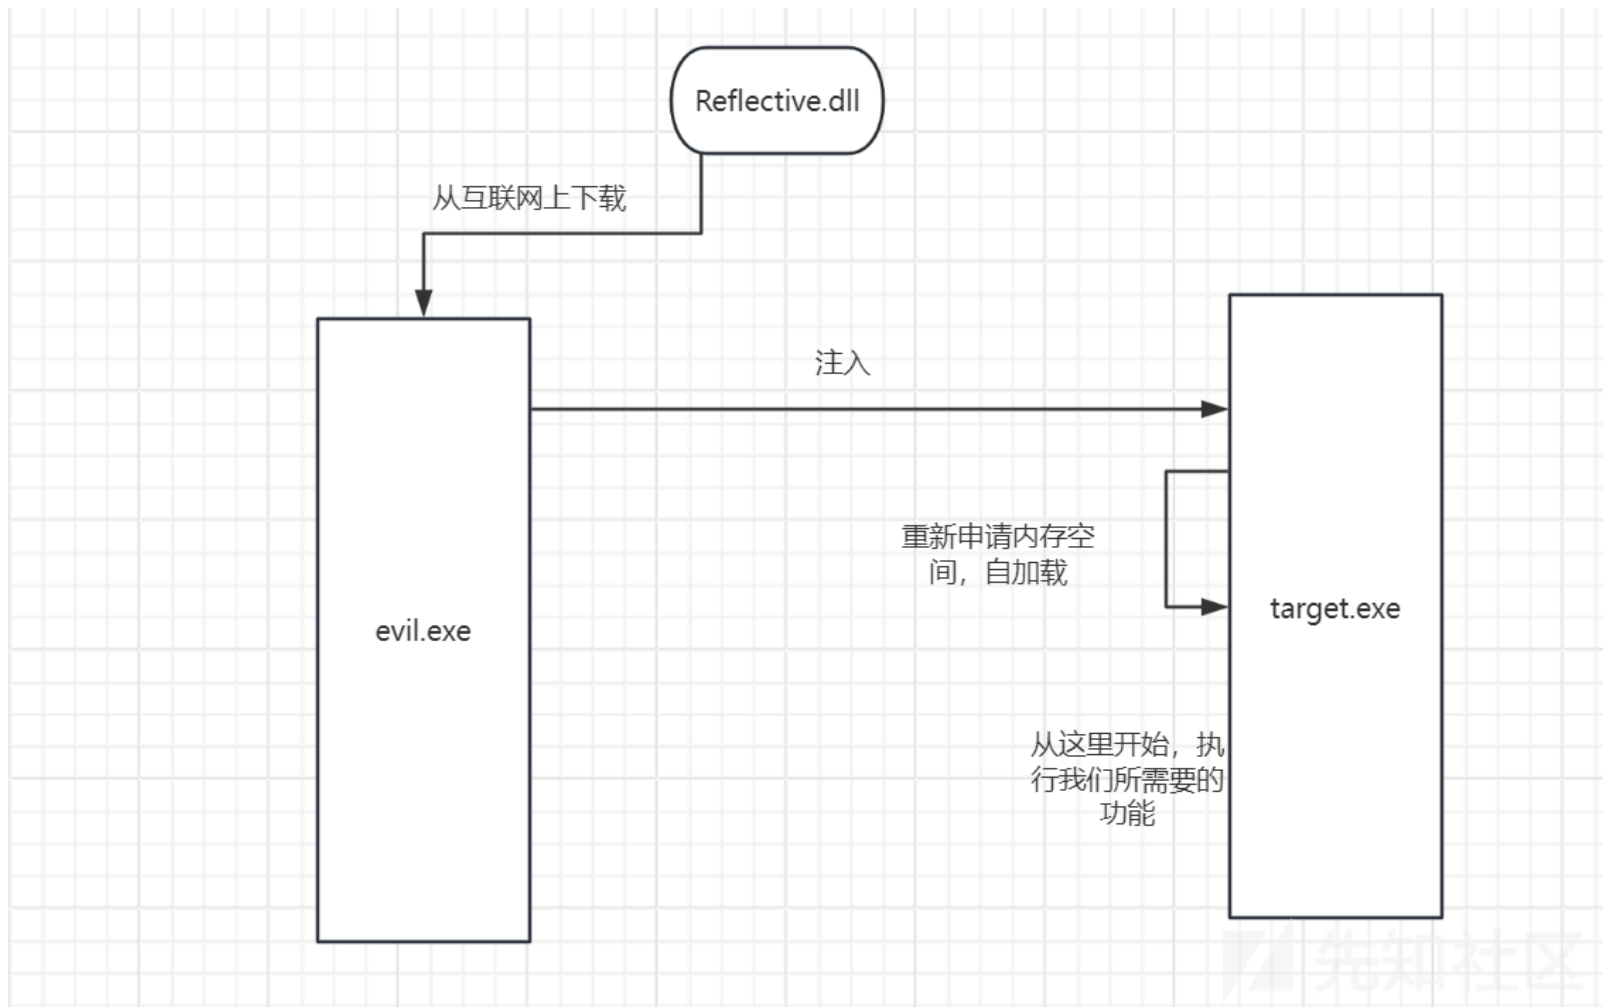 Reflective.dll
从互联网上下载
注入
重新申请内存空
间，自加载
target.exe
evil.exe
从这里开始，执
行我们所需要的
功能
先知社区